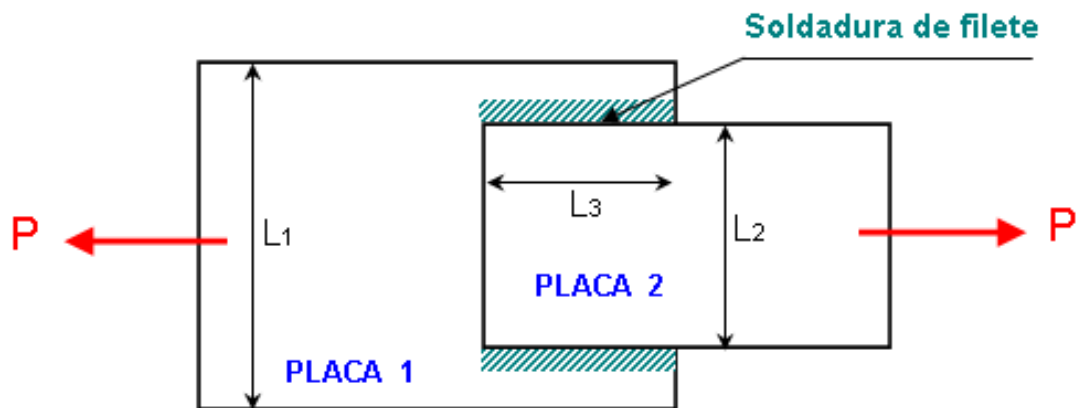 Soldadura de filete
L3
P
L1
L2
P
PLACA 2
PLACA 1